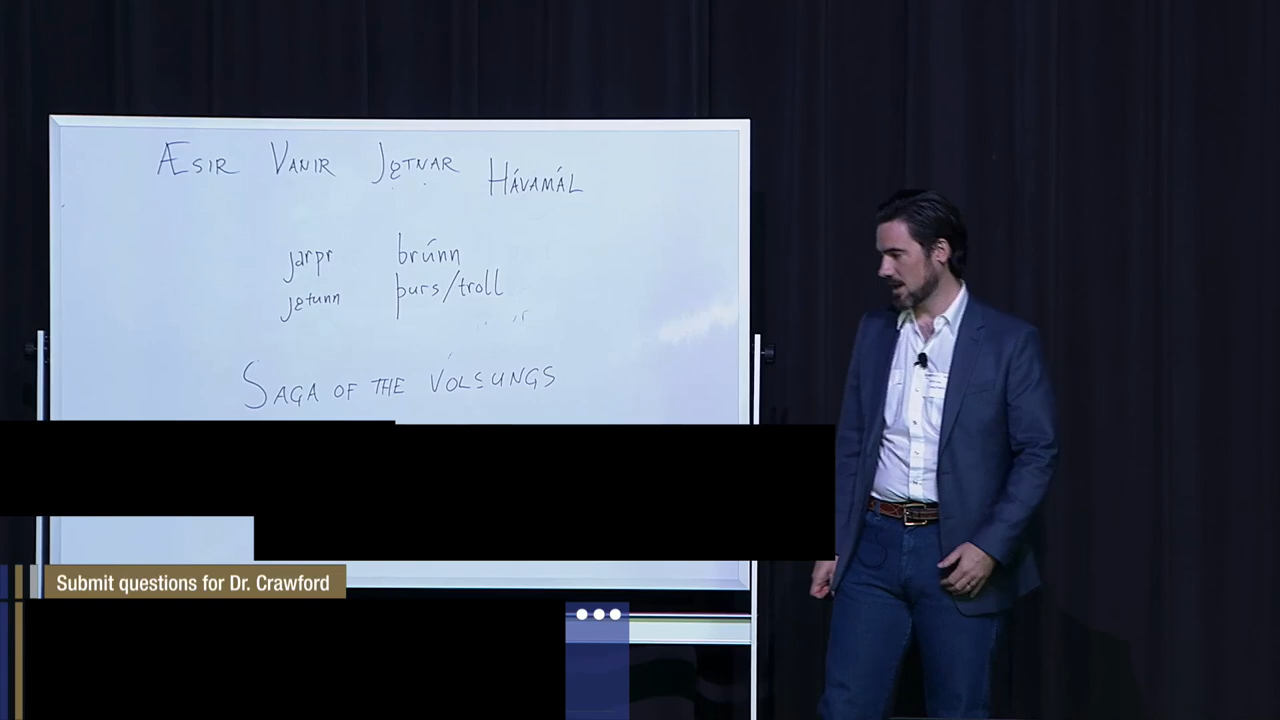 ÆSIR VANIR JǪTNAR HÁVAMÁL
jarpr brúnn
jǫtunn þurs/troll
SAGA OF THE VOLSUNGS
Submit questions for Dr. Crawford